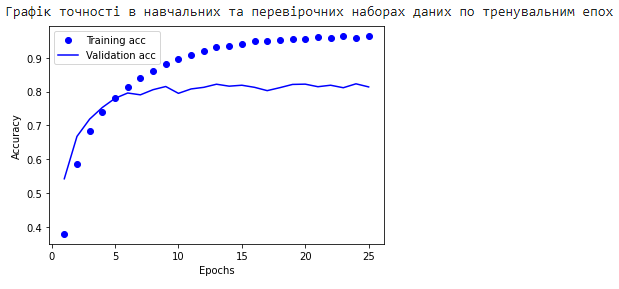 Графік точності в навчальних та перевірочних наборах даних по тренувальним епох
Training acc
Validation acc
0.9
0.8
0.7
0.6
0.5
0.4
Accuracy
0
5
10
15
20
25
Epochs